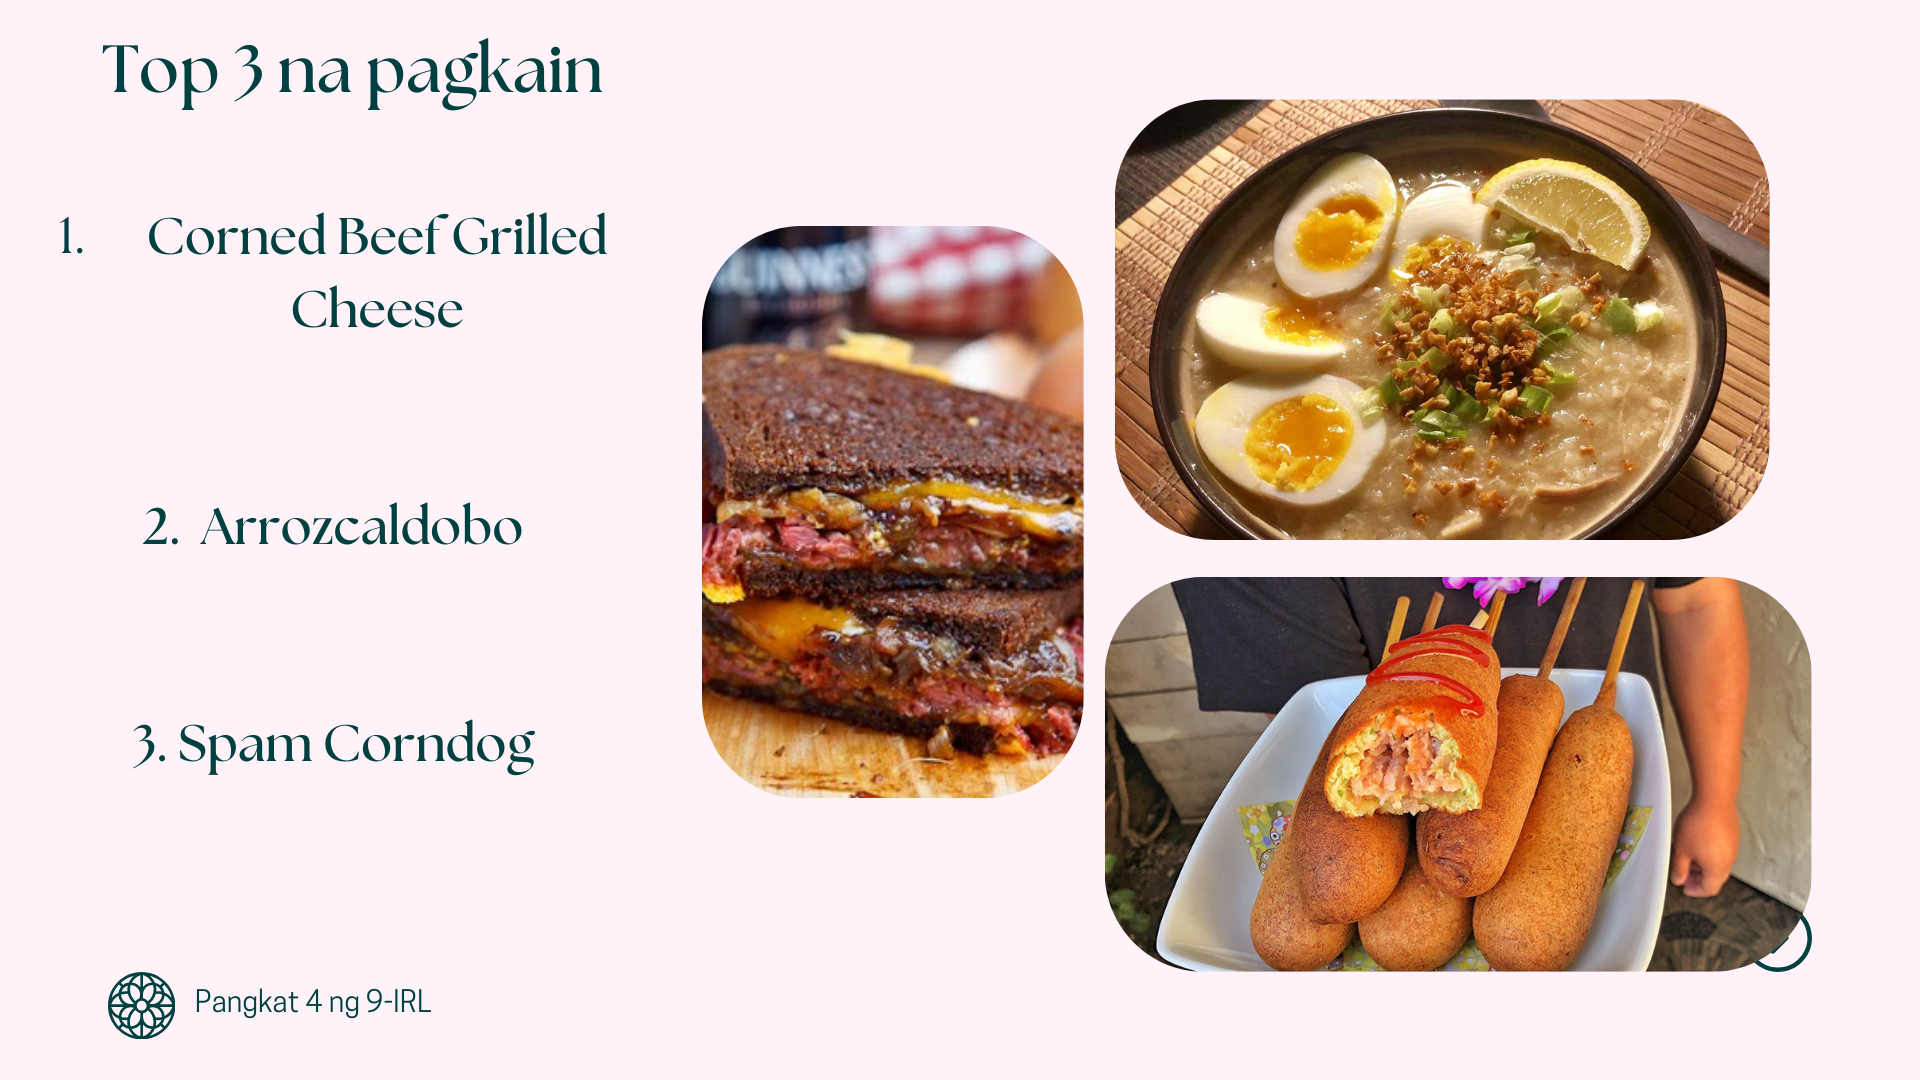 Top 3 na pagkain
1. Corned Beef Grilled
Cheese
2. Arrozcaldobo
3. Spam Corndog
Pangkat 4 ng 9-IRL